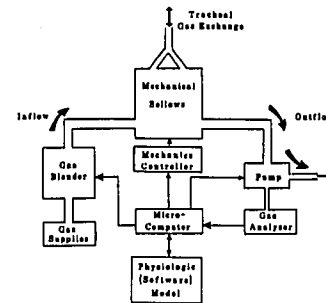 Tracheal
Gas Exchange
Mechanical
Bellows
Inflow
Outflo
Mechanics
Controller
Gas
Blender
Pump
Gas
Supplies
Micro-
Computer
Gas
Analyser
Physiologic
(Software)
Model